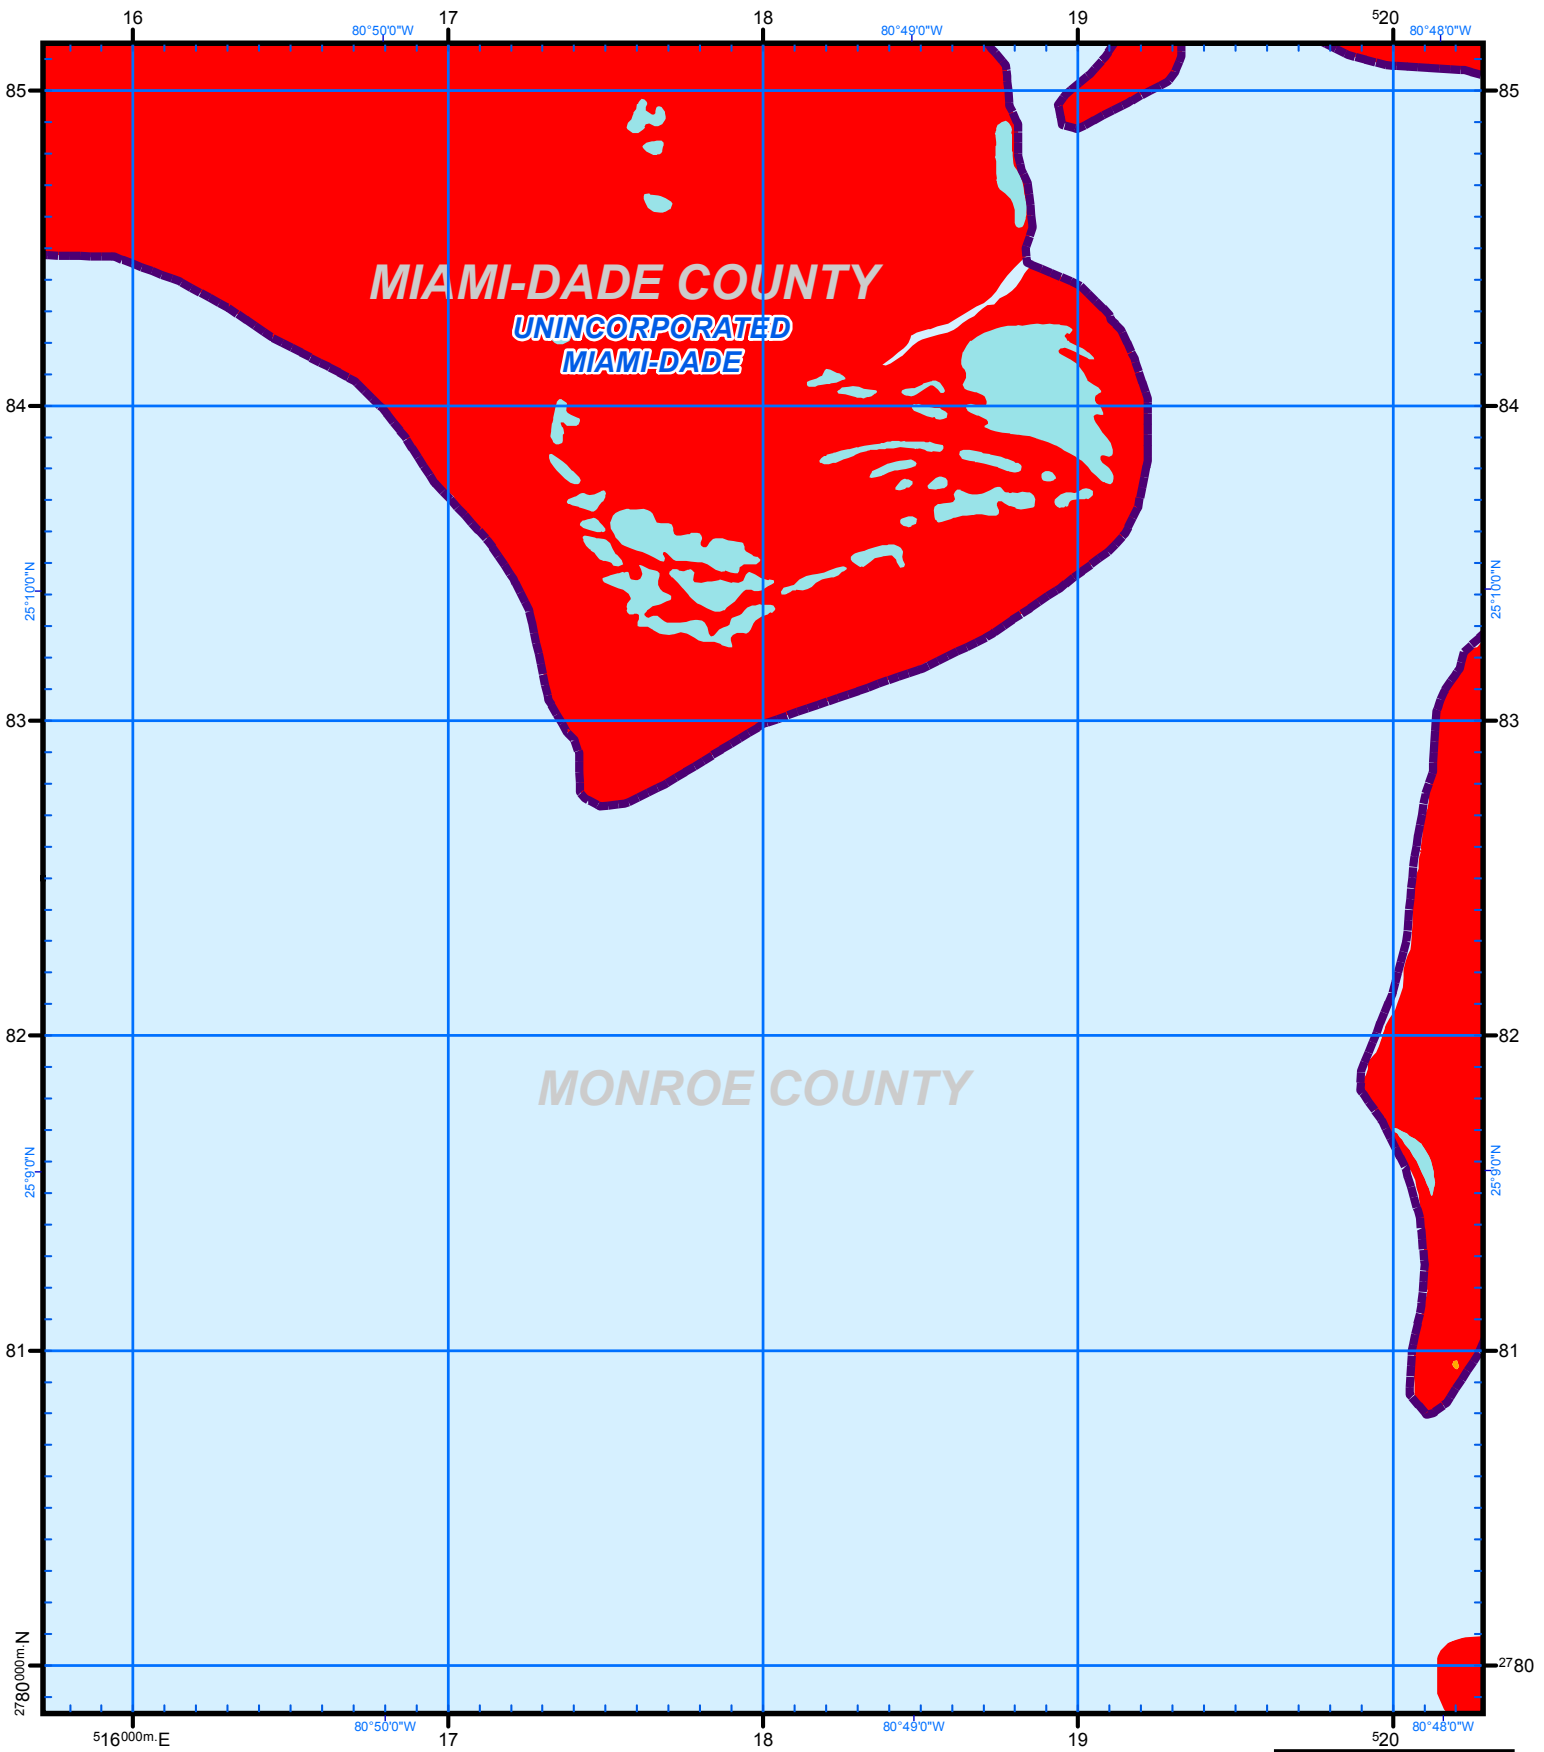 16 17 18 19 520
80°50'0"W 80°49'0"W 80°48'0"W
85 85
MIAMI-DADE COUNTY
UNINCORPORATED
MIAMI-DADE
84 84
25°10'0"N 25°10'0"N
83 83
82 82
MONROE COUNTY
25°9'0"N 25°9'0"N
81 81
2780000m.N 2780
80°50'0"W 80°49'0"W 80°48'0"W
516000m.E 17 18 19 520